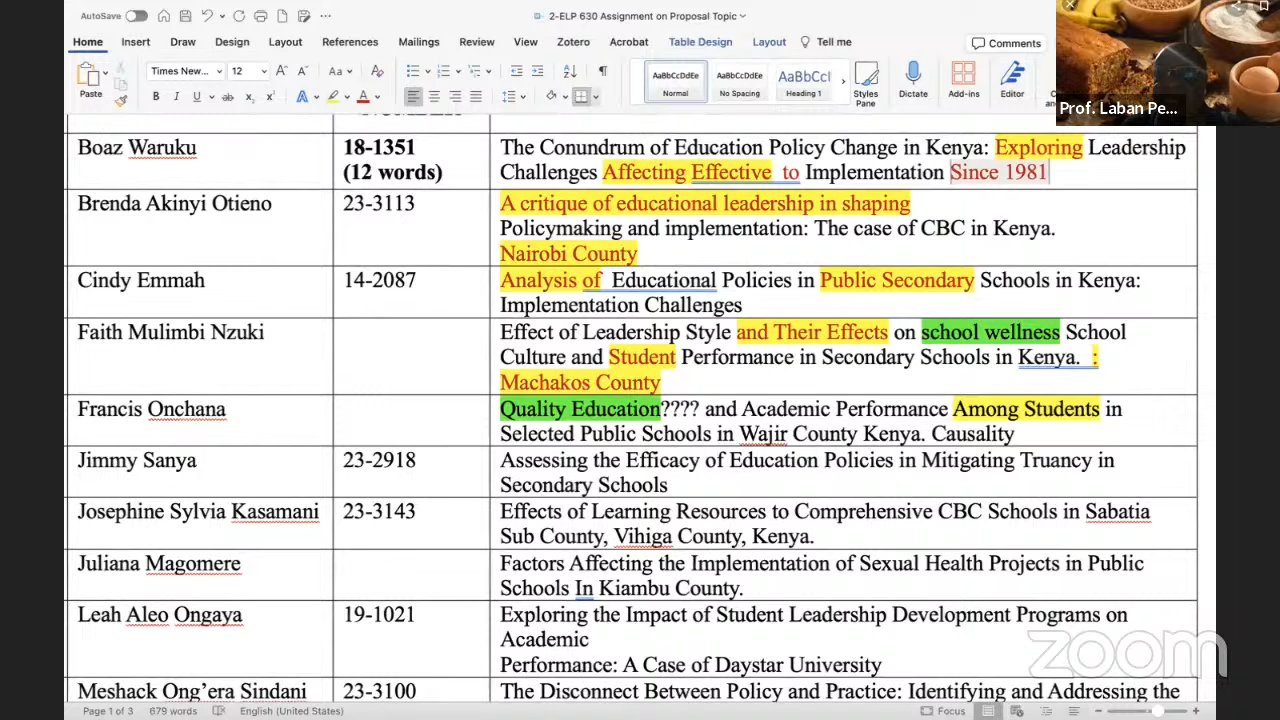 AutoSave
2-ELP 630 Assignment on Proposal Topic
Home Insert Draw Design Layout References Mailings Review View Zotero Acrobat Table Design Layout Tell me
Comments
Paste
Times New... 12
AaBbCcDdEe
Normal
AaBbCcDdEe
No Spacing
AaBbCcI
Heading 1
Styles
Pane
Dictate
Add-ins
Editor
Prof. Laban Pe...
Boaz Waruku
18-1351
(12 words)
The Conundrum of Education Policy Change in Kenya: Exploring Leadership
Challenges Affecting Effective to Implementation Since 1981
Brenda Akinyi Otieno
23-3113
A critique of educational leadership in shaping
Policymaking and implementation: The case of CBC in Kenya.
Nairobi County
Cindy Emmah
14-2087
Analysis of Educational Policies in Public Secondary Schools in Kenya:
Implementation Challenges
Faith Mulimbi Nzuki
Effect of Leadership Style and Their Effects on school wellness School
Culture and Student Performance in Secondary Schools in Kenya. :
Machakos County
Francis Onchana
Quality Education???? and Academic Performance Among Students in
Selected Public Schools in Wajir County Kenya. Causality
Jimmy Sanya
23-2918
Assessing the Efficacy of Education Policies in Mitigating Truancy in
Secondary Schools
Josephine Sylvia Kasamani
23-3143
Effects of Learning Resources to Comprehensive CBC Schools in Sabatia
Sub County, Vihiga County, Kenya.
Juliana Magomere
Factors Affecting the Implementation of Sexual Health Projects in Public
Schools In Kiambu County.
Leah Aleo Ongaya
19-1021
Exploring the Impact of Student Leadership Development Programs on
Academic
Performance: A Case of Daystar University
Meshack Ong’era Sindani
23-3100
The Disconnect Between Policy and Practice: Identifying and Addressing the
zoom
Page 1 of 3 679 words English (United States) Focus